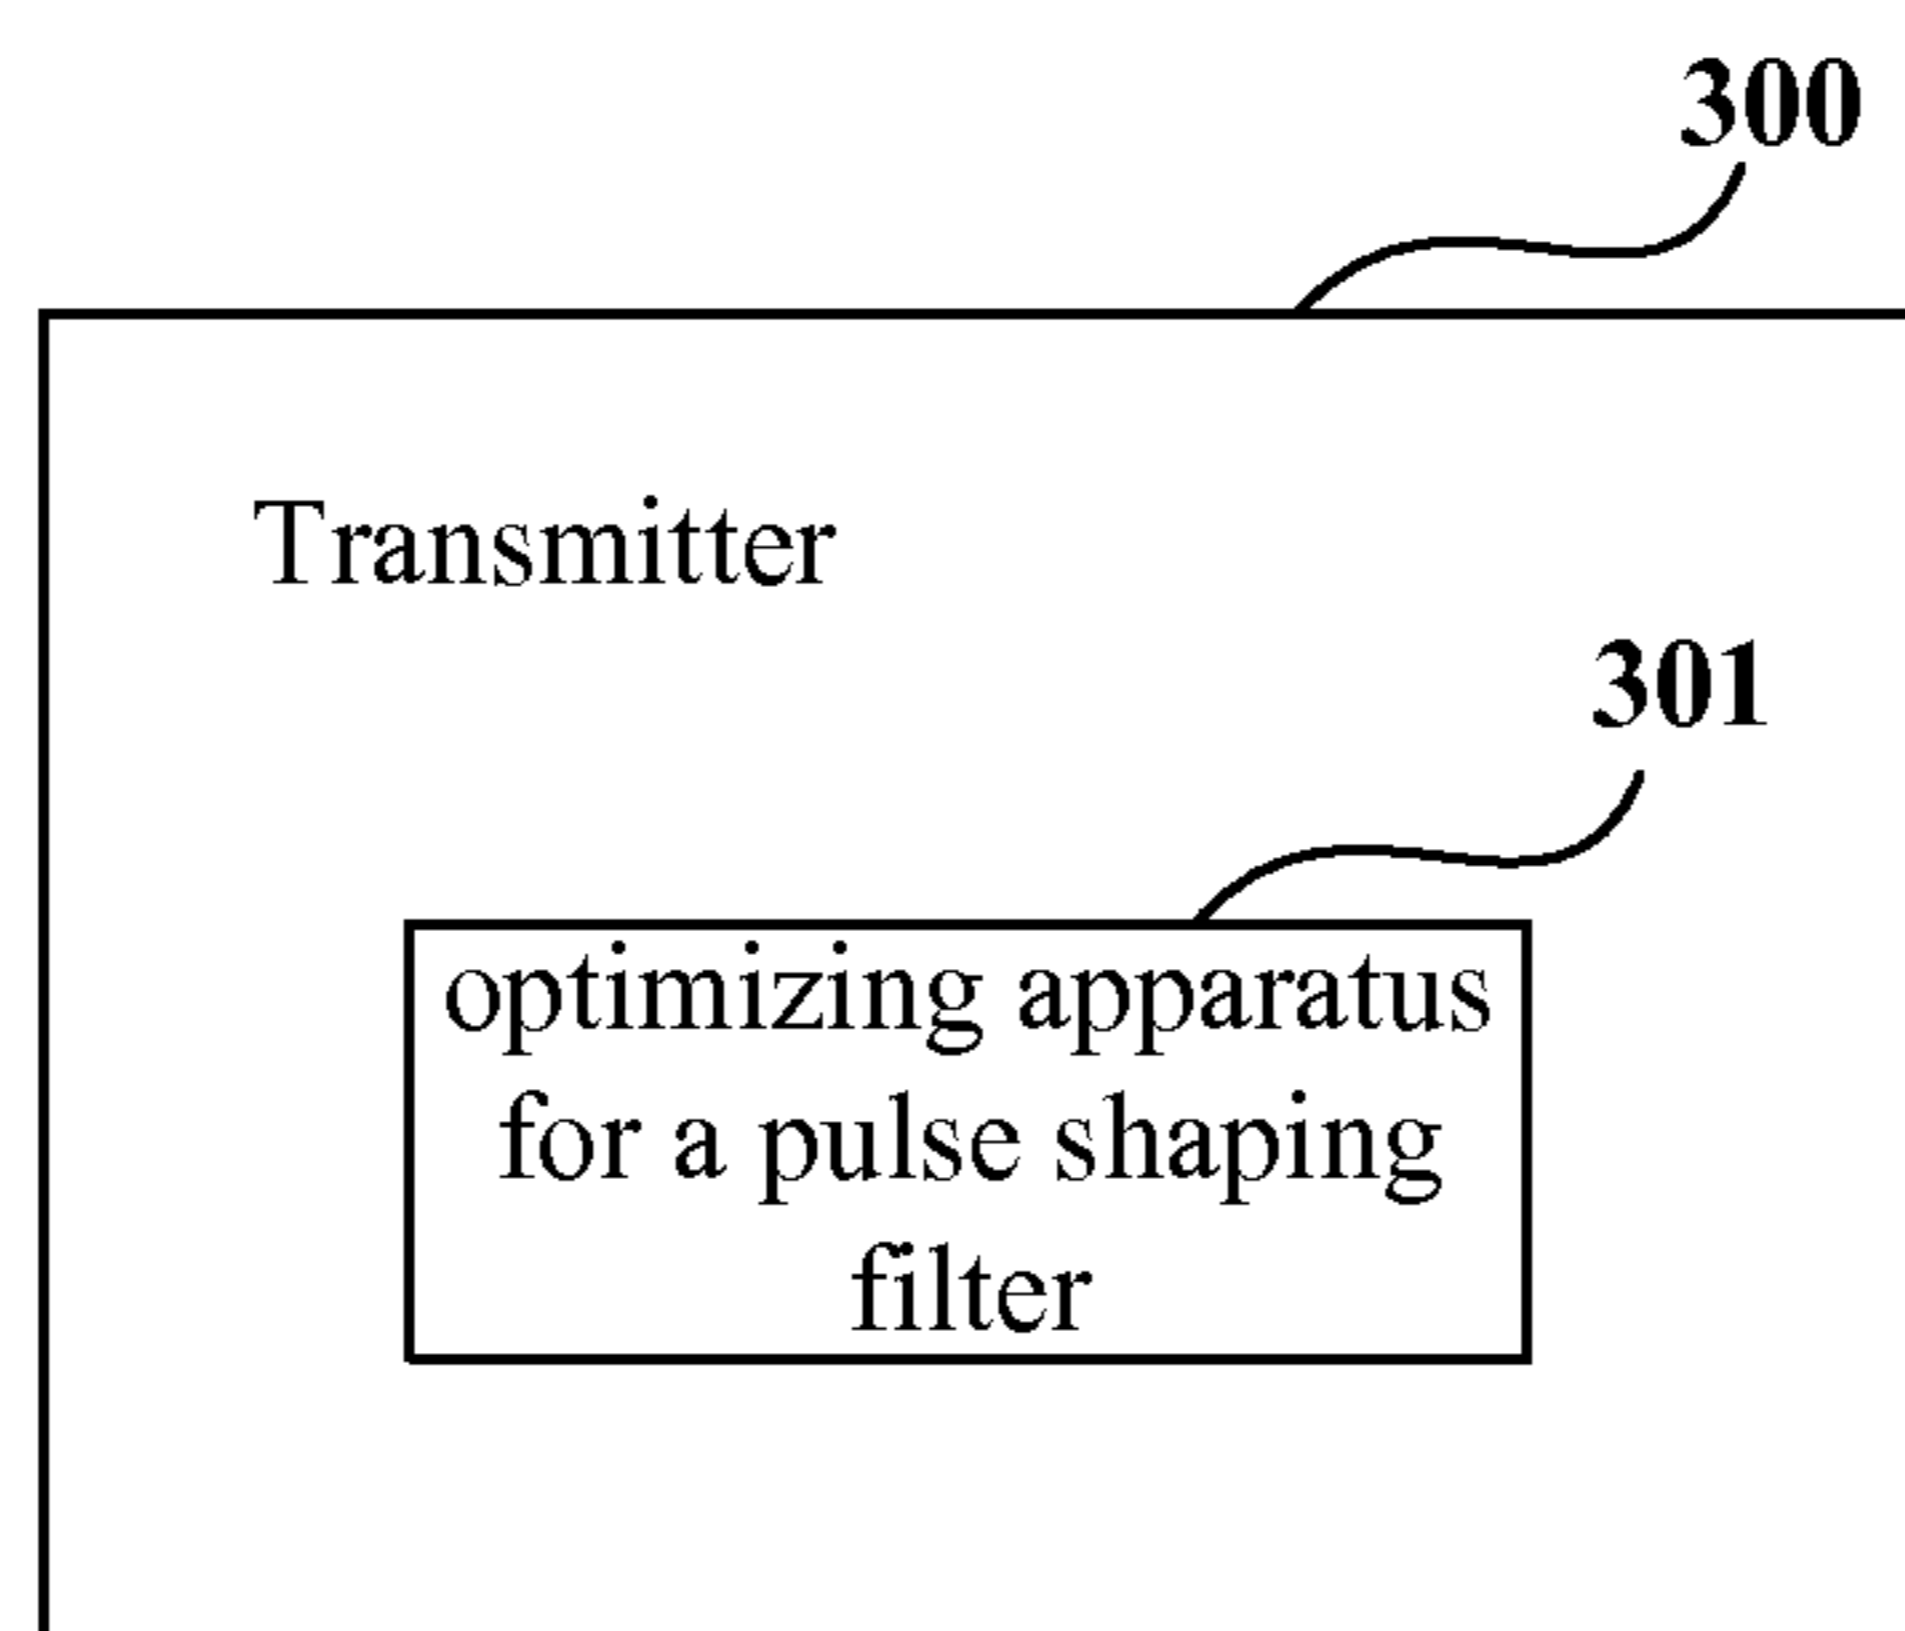 300
Transmitter
301
optimizing apparatus
for a pulse shaping
filter